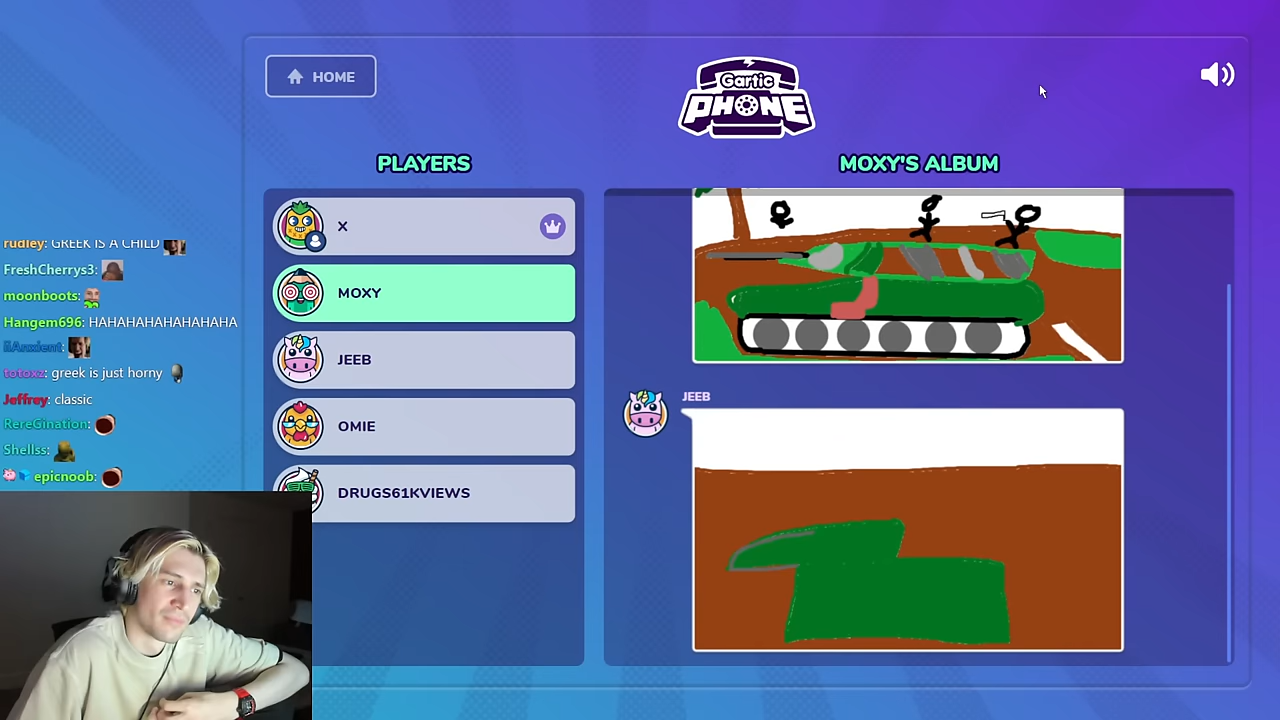 HOME
Gartic
PHONE
PLAYERS
MOXY'S ALBUM
X
MOXY
JEEB
OMIE
DRUGS61KVIEWS
JEEB
rudley: GREEK IS A CHILD
FreshCherrys3:
moonboots:
Hangem696: HAHAHAHAHAHAHAHA
iiAnxient:
totoxz: greek is just horny
Jeffrey: classic
RereGination:
Shellss:
epicnoob: